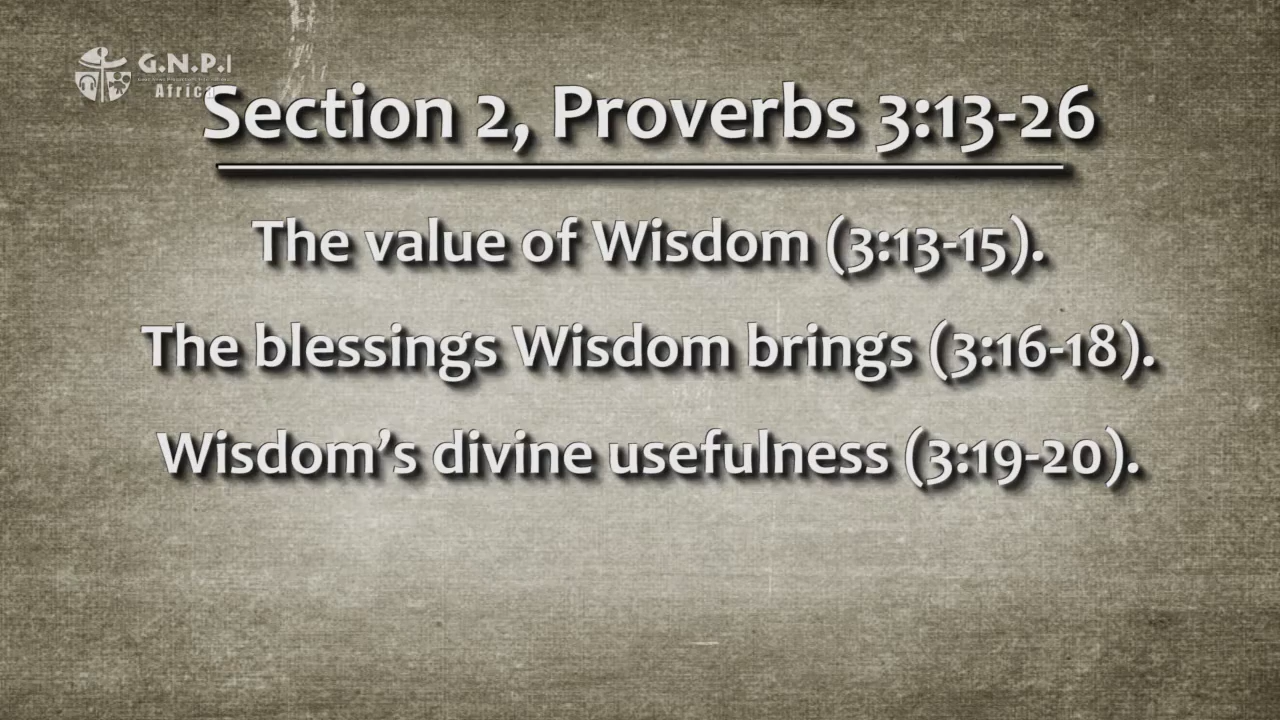 G.N.P.I
Africa
Section 2, Proverbs 3:13-26
The value of Wisdom (3:13-15).
The blessings Wisdom brings (3:16-18).
Wisdom’s divine usefulness (3:19-20).